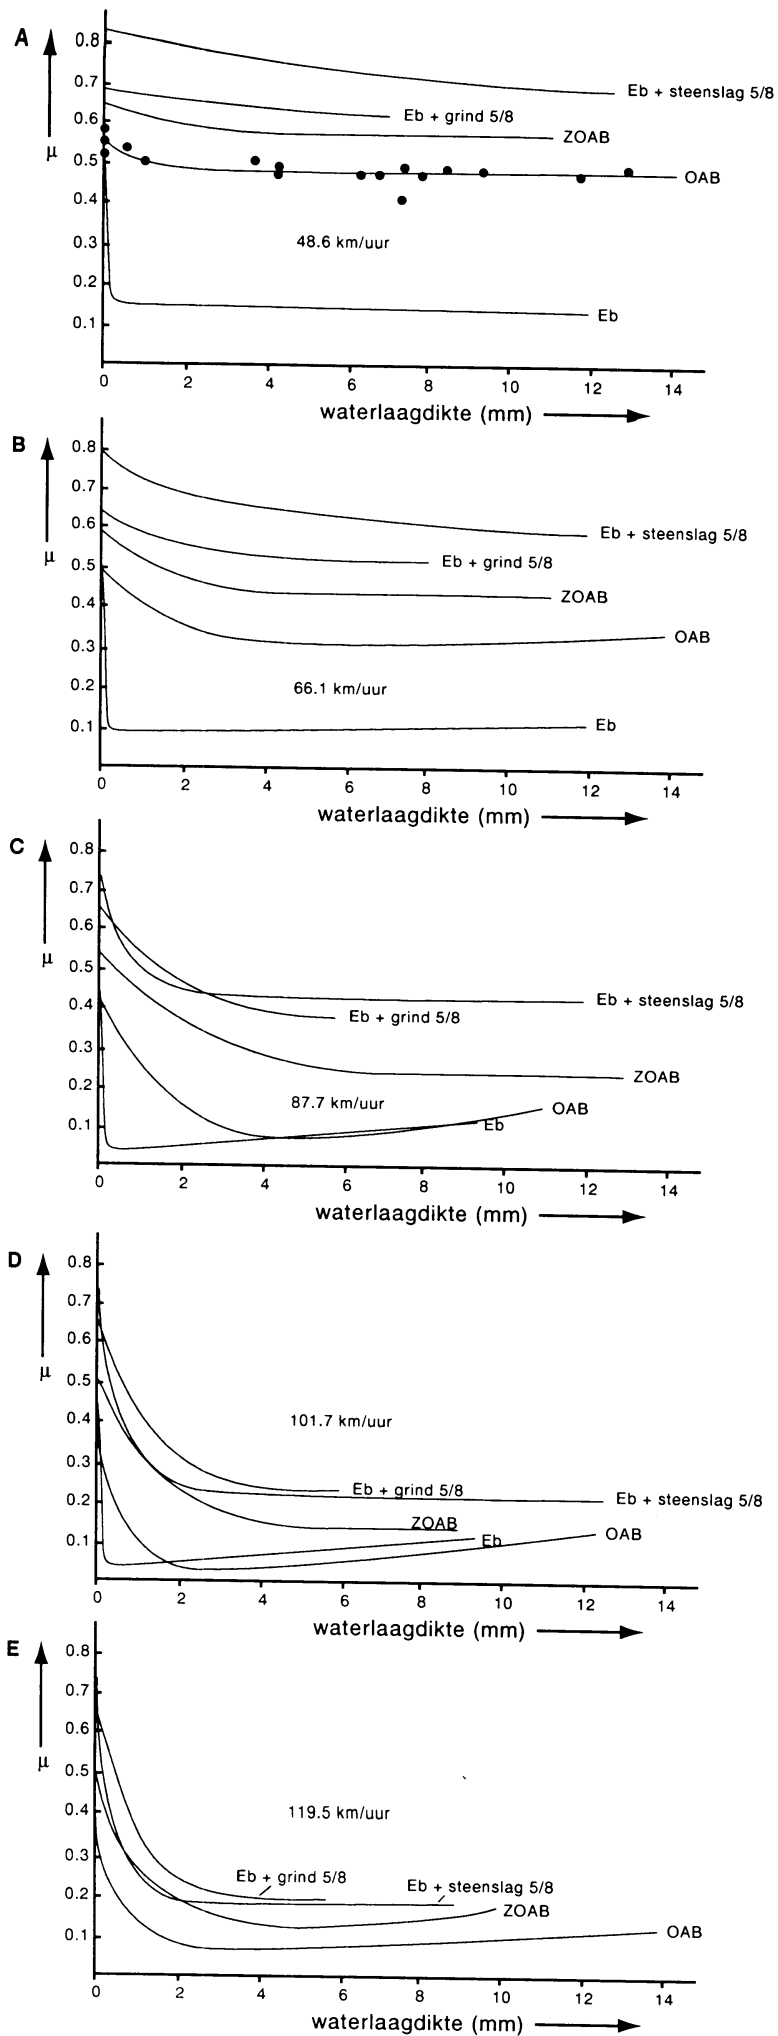 A
0.8
Eb + steenslag 5/8
0.7
Eb + grind 5/8
0.6
ZOAB
μ
0.5
OAB
0.4
0.3
48.6 km/uur
0.2
Eb
0.1
0 2 4 6 8 10 12 14
waterlaagdikte (mm)
B
0.8
0.7
0.6
Eb + steenslag 5/8
μ
Eb + grind 5/8
0.5
ZOAB
0.4
OAB
0.3
0.2
66.1 km/uur
0.1
Eb
0 2 4 6 8 10 12 14
waterlaagdikte (mm)
C
0.8
0.7
0.6
μ
0.5
Eb + steenslag 5/8
0.4
Eb + grind 5/8
0.3
ZOAB
0.2
87.7 km/uur
OAB
0.1
Eb
0 2 4 6 8 10 12 14
waterlaagdikte (mm)
D
0.8
0.7
0.6
μ
0.5
0.4
101.7 km/uur
0.3
Eb + grind 5/8
0.2
Eb + steenslag 5/8
ZOAB
OAB
0.1
Eb
0 2 4 6 8 10 12 14
waterlaagdikte (mm)
E
0.8
0.7
0.6
μ
0.5
0.4
119.5 km/uur
0.3
Eb + grind 5/8
Eb + steenslag 5/8
0.2
ZOAB
0.1
OAB
0 2 4 6 8 10 12 14
waterlaagdikte (mm)